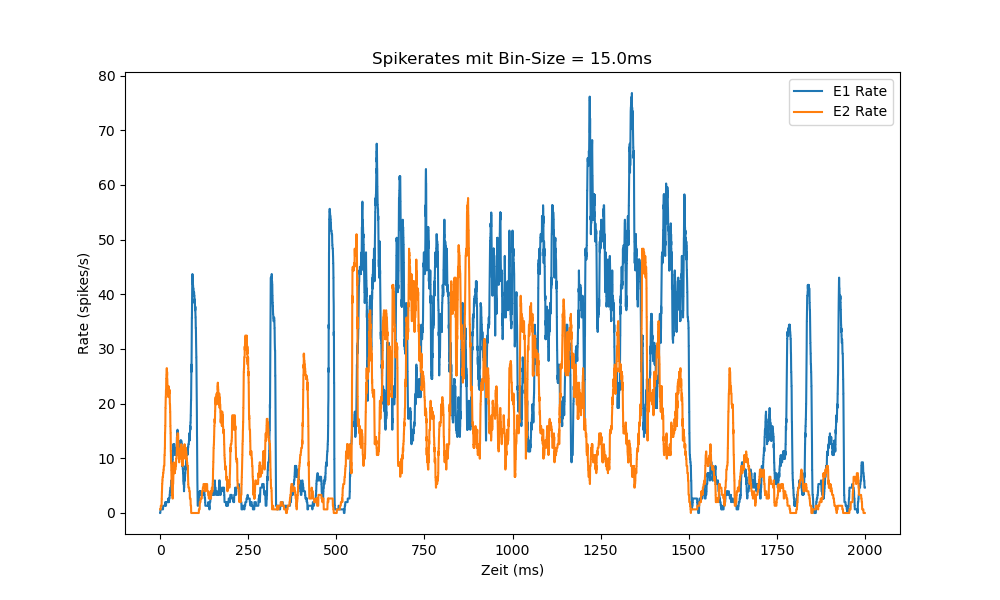 Spikerates mit Bin-Size = 15.0ms
E1 Rate
E2 Rate
Rate (spikes/s)
80
70
60
50
40
30
20
10
0
0 250 500 750 1000 1250 1500 1750 2000
Zeit (ms)